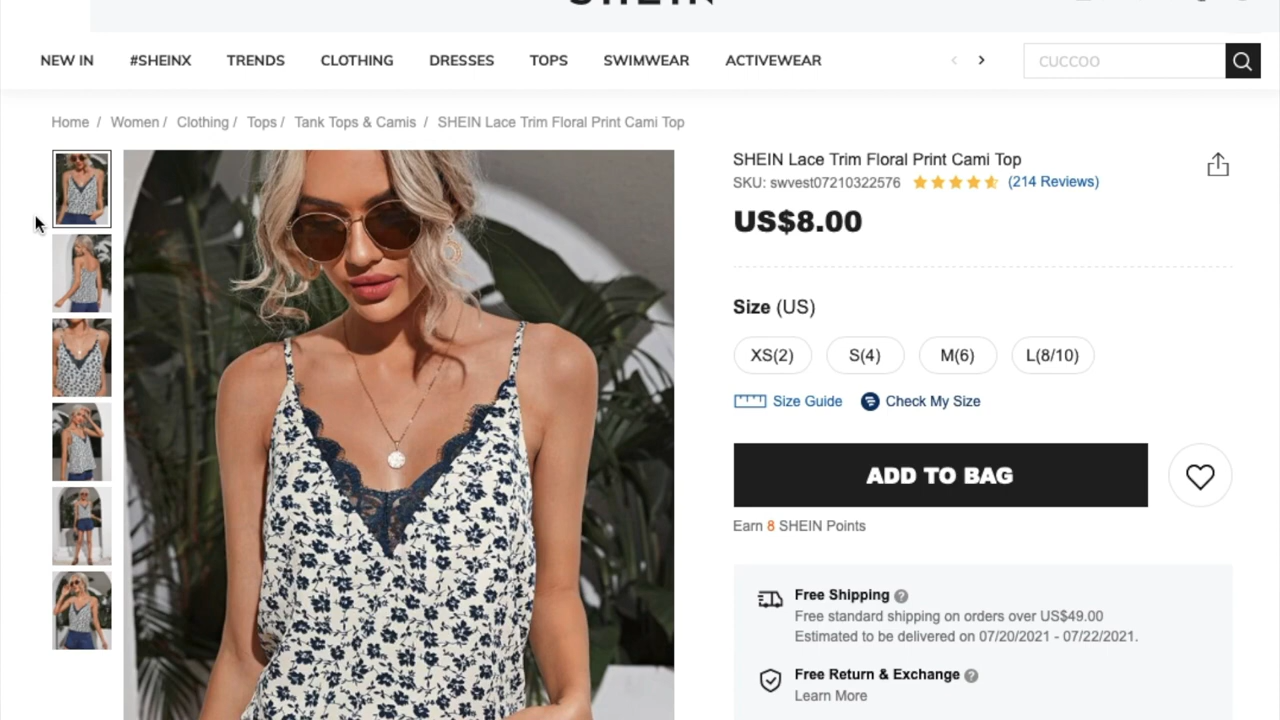 SHEIN
NEW IN #SHEINX TRENDS CLOTHING DRESSES TOPS SWIMWEAR ACTIVEWEAR
CUCCOO
Home / Women / Clothing / Tops / Tank Tops & Camis / SHEIN Lace Trim Floral Print Cami Top
SHEIN Lace Trim Floral Print Cami Top
SKU: swvest07210322576 (214 Reviews)
US$8.00
Size (US)
XS(2) S(4) M(6) L(8/10)
Size Guide Check My Size
ADD TO BAG
Earn 8 SHEIN Points
Free Shipping ?
Free standard shipping on orders over US$49.00
Estimated to be delivered on 07/20/2021 - 07/22/2021.
Free Return & Exchange ?
Learn More